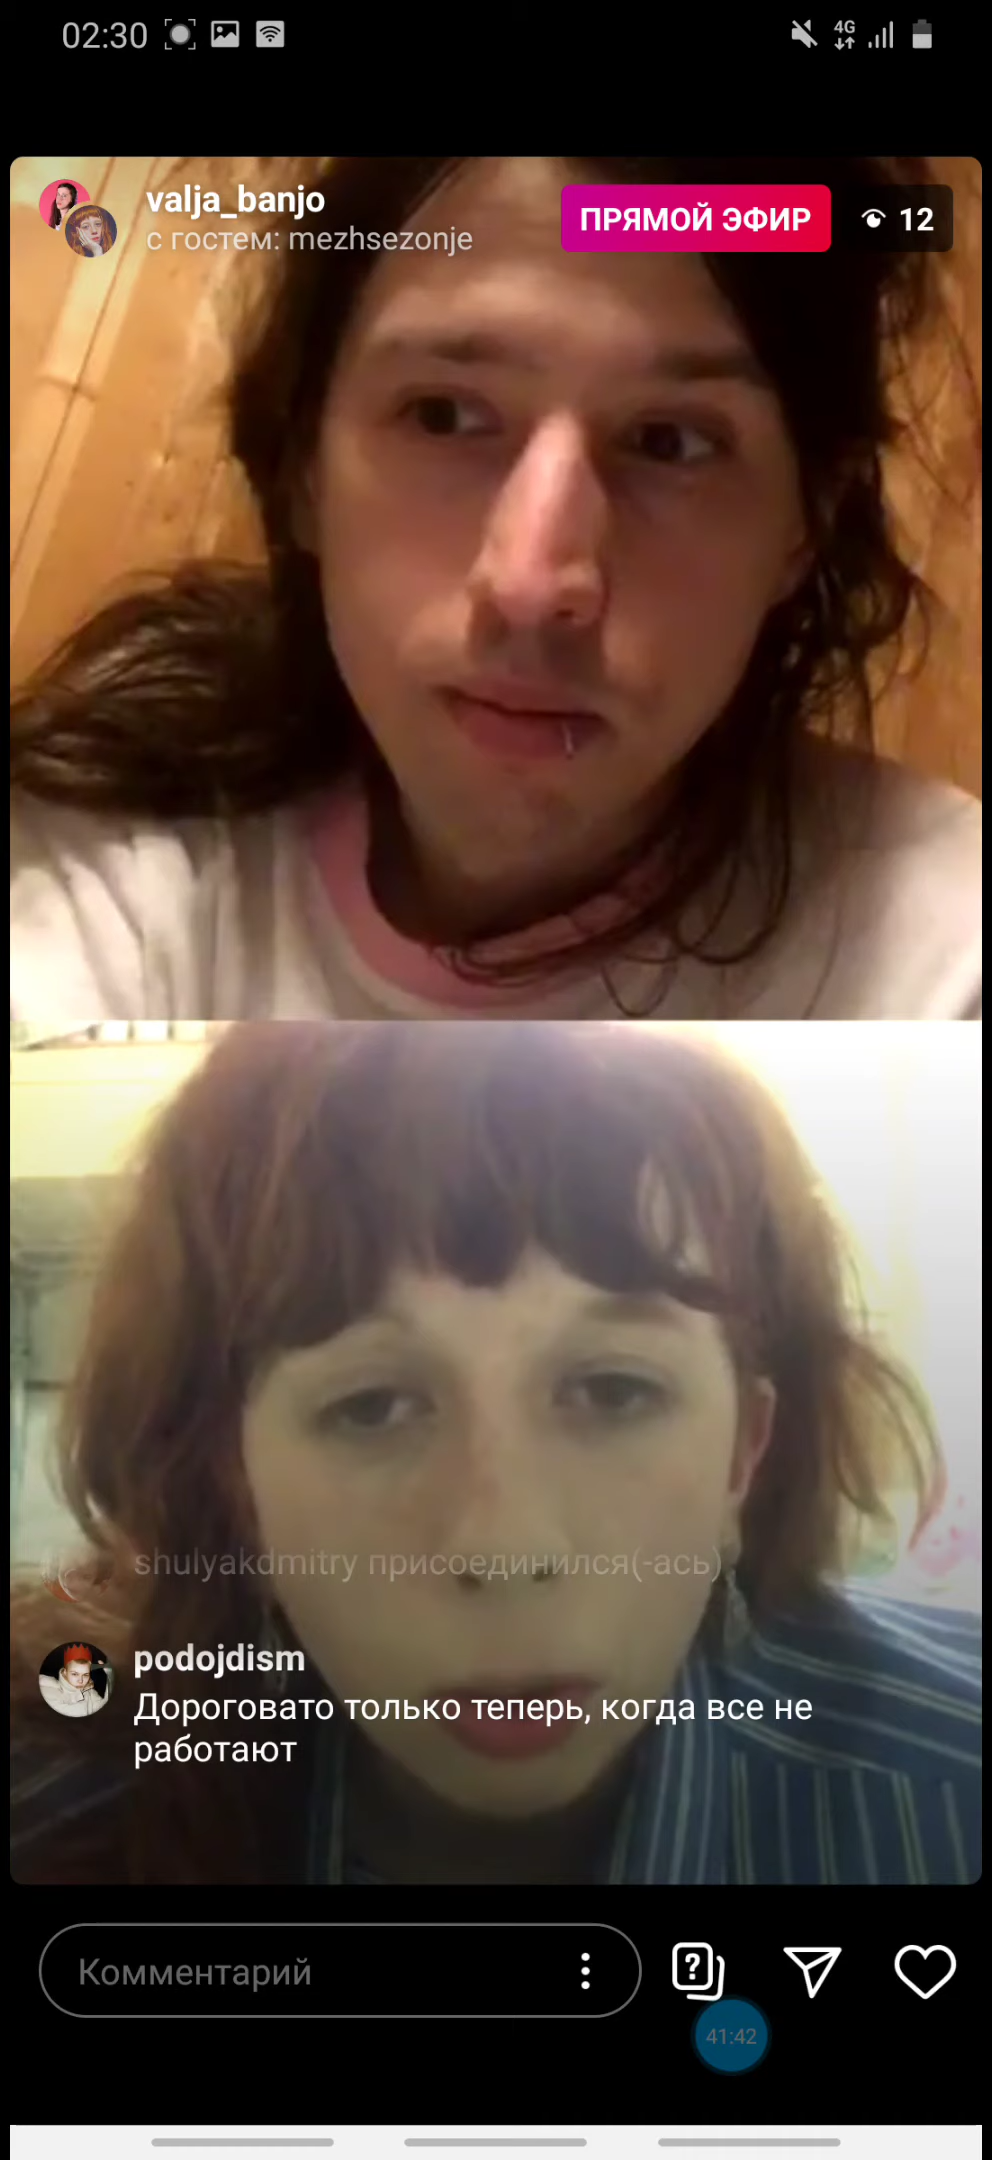 02:30
4G
valja_banjo
с гостем: mezhsezonje
ПРЯМОЙ ЭФИР
12
shulyakdmitry присоединился(-ась)
podojdism
Дороговато только теперь, когда все не
работают
Комментарий
?
41:42